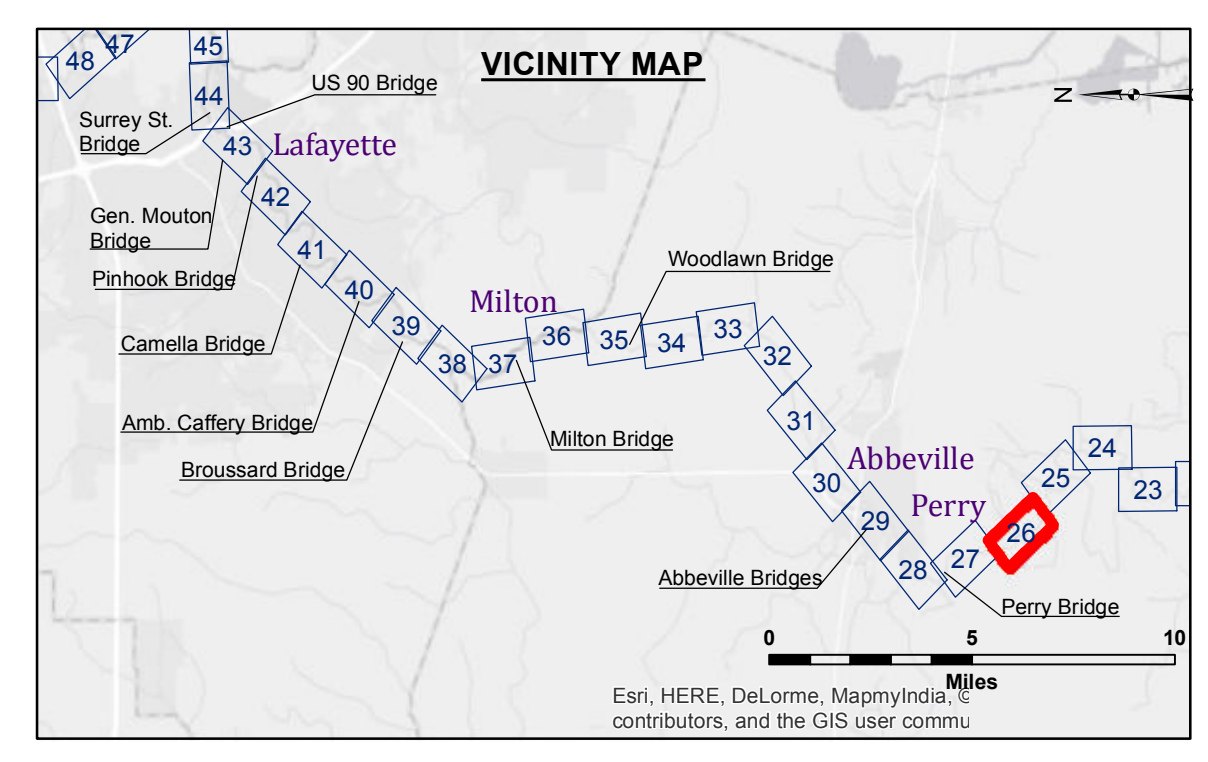 VICINITY MAP
47
48
45
44
US 90 Bridge
Surrey St.
Bridge
43
Lafayette
N
42
Gen. Mouton
Bridge
41
Pinhook Bridge
40
Woodlawn Bridge
39
Milton
36
35
34
33
Camella Bridge
38
37
32
Amb. Caffery Bridge
Milton Bridge
31
Broussard Bridge
Abbeville
30
24
25
23
Perry
29
26
28
27
Abbeville Bridges
Perry Bridge
0 5 10
Miles
Esri, HERE, DeLorme, MapmyIndia, ©
contributors, and the GIS user commu